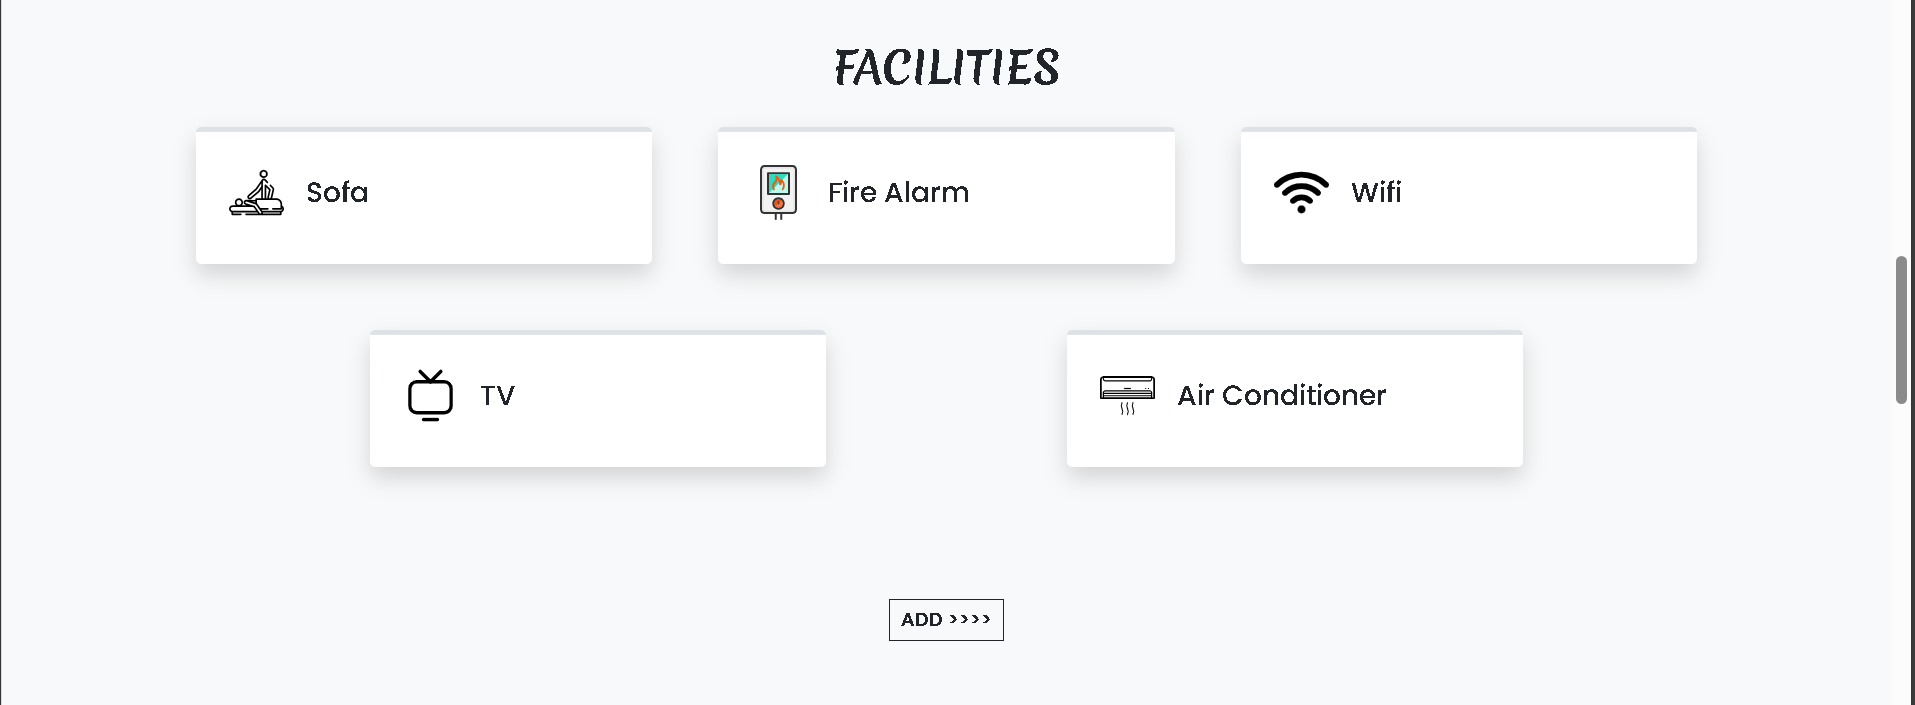 FACILITIES
Sofa
Fire Alarm
Wifi
TV
Air Conditioner
ADD >>>>